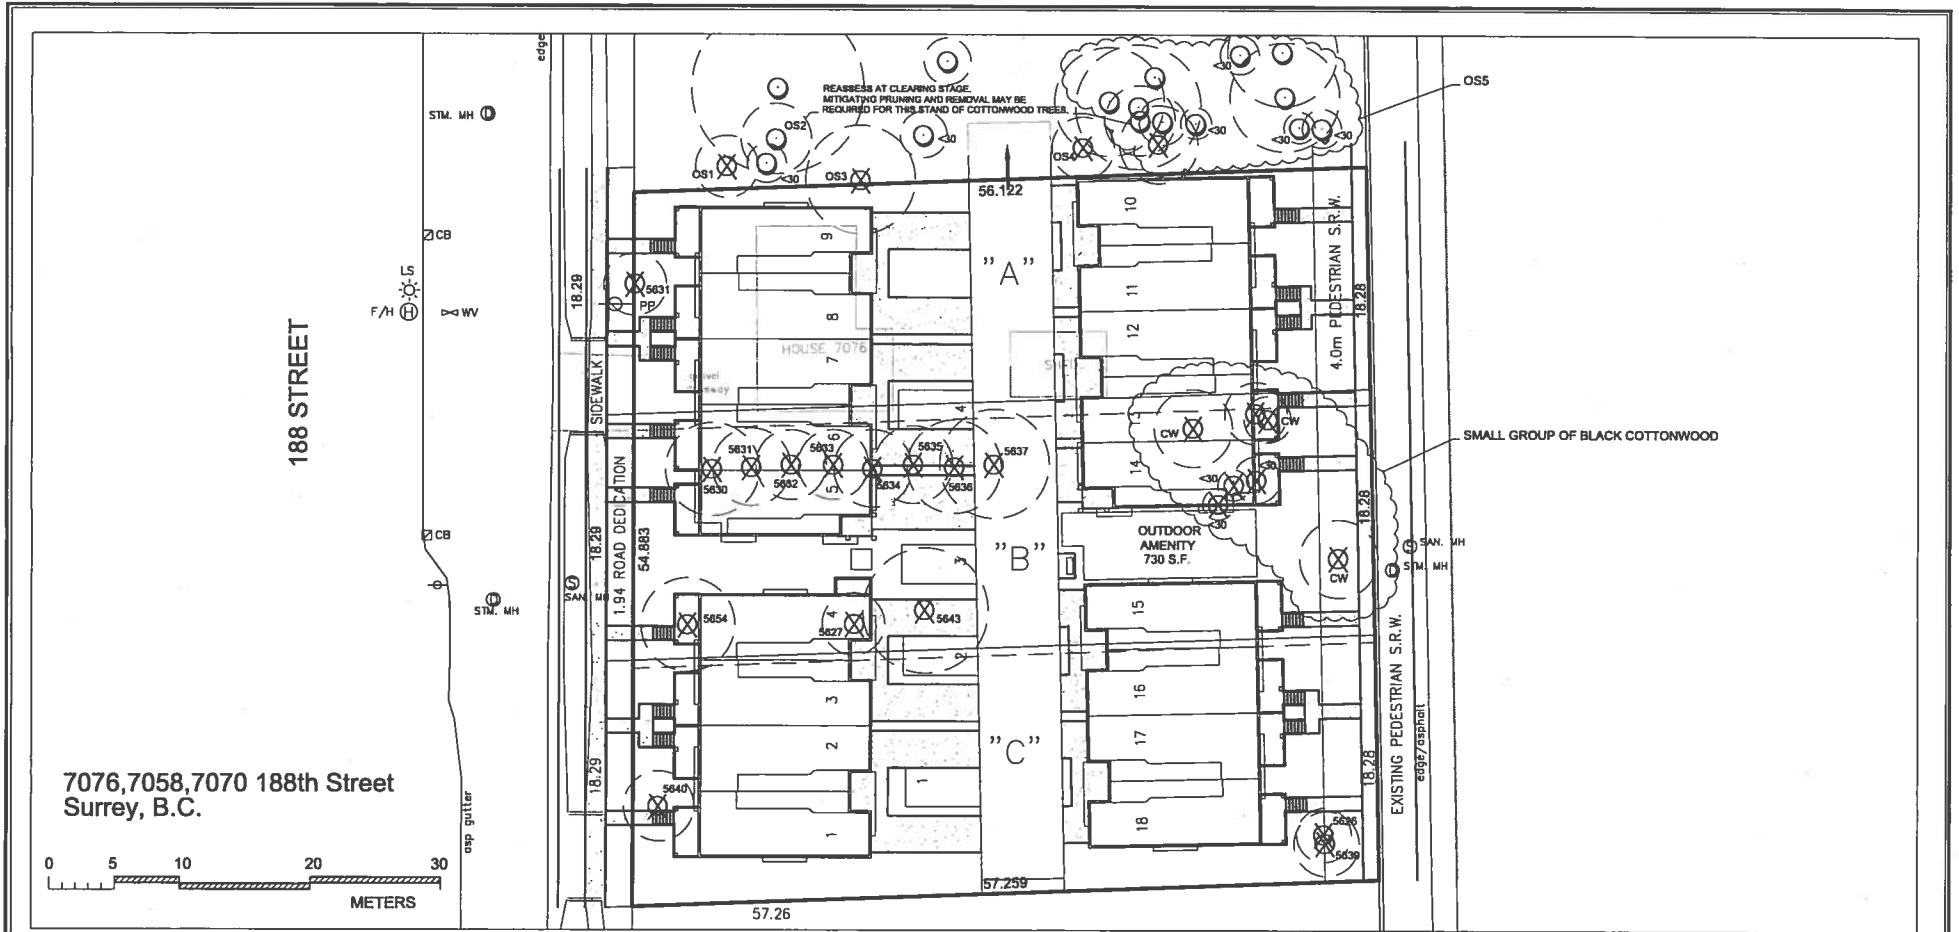 edge
STM. MH
REASSESS AT CLEARING STAGE.
MITIGATING PRUNING AND REMOVAL MAY BE
REQUIRED FOR THIS STAND OF COTTONWOOD TREES.
OS1
OS2
<30
OS3
<30
OS4
<30
<30
<30
<30
OS5
CB
LS
F/H
H
WV
188 STREET
18.29
SIDEWALK
5631
PP
56.122
"A"
9
8
7
HOUSE 7076
10
11
12
4.0m PEDESTRIAN S.R.W.
18.28
4
6
5
5630
5631
5632
5633
5634
5635
5636
5637
14
CW
CW
<30
<30
<30
SMALL GROUP OF BLACK COTTONWOOD
18.28
CB
18.29
1.94 ROAD DEDICATION
54.883
STM. MH
S
"B"
3
OUTDOOR
AMENITY
730 S.F.
CW
S
SAN. MH
STM. MH
5654
5627
4
5643
2
15
3
2
1
1
16
17
18
"C"
EXISTING PEDESTRIAN S.R.W.
edge/asphalt
18.28
18.29
5640
5626
5639
57.259
57.26
asp gutter
7076,7058,7070 188th Street
Surrey, B.C.
0 5 10 20 30
METERS